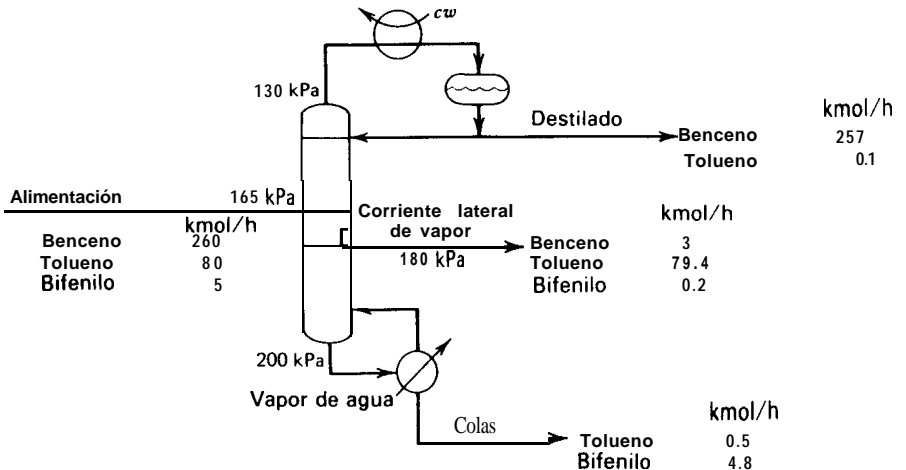 cw
130 kPa
kmol/h
Destilado
Benceno 257
Tolueno 0.1
Alimentación 165 kPa
kmol/h
Benceno 260
Tolueno 80
Bifenilo 5
Corriente lateral
de vapor
180 kPa
kmol/h
Benceno 3
Tolueno 79.4
Bifenilo 0.2
200 kPa
Vapor de agua
Colas
kmol/h
Tolueno 0.5
Bifenilo 4.8